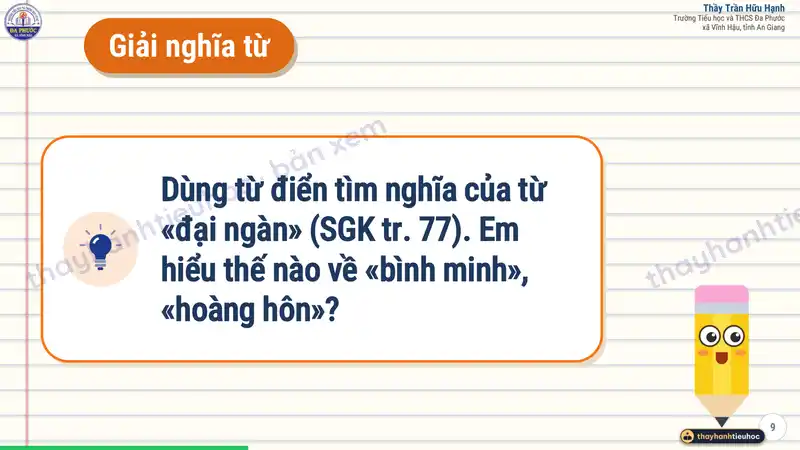 Thầy Trần Hữu Hạnh
Trường Tiểu học và THCS Đa Phước
xã Vĩnh Hậu, tỉnh An Giang
ĐA PHƯỚC
Giải nghĩa từ
Dùng từ điển tìm nghĩa của từ
«đại ngàn» (SGK tr. 77). Em
hiểu thế nào về «bình minh»,
«hoàng hôn»?
thayhanhtieuhoc
9